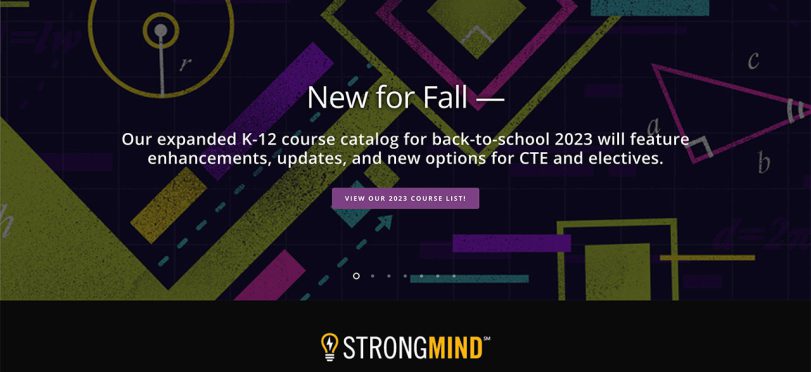 r
c
a
b
h
New for Fall —
Our expanded K-12 course catalog for back-to-school 2023 will feature
enhancements, updates, and new options for CTE and electives.
VIEW OUR 2023 COURSE LIST!
STRONGMIND℠